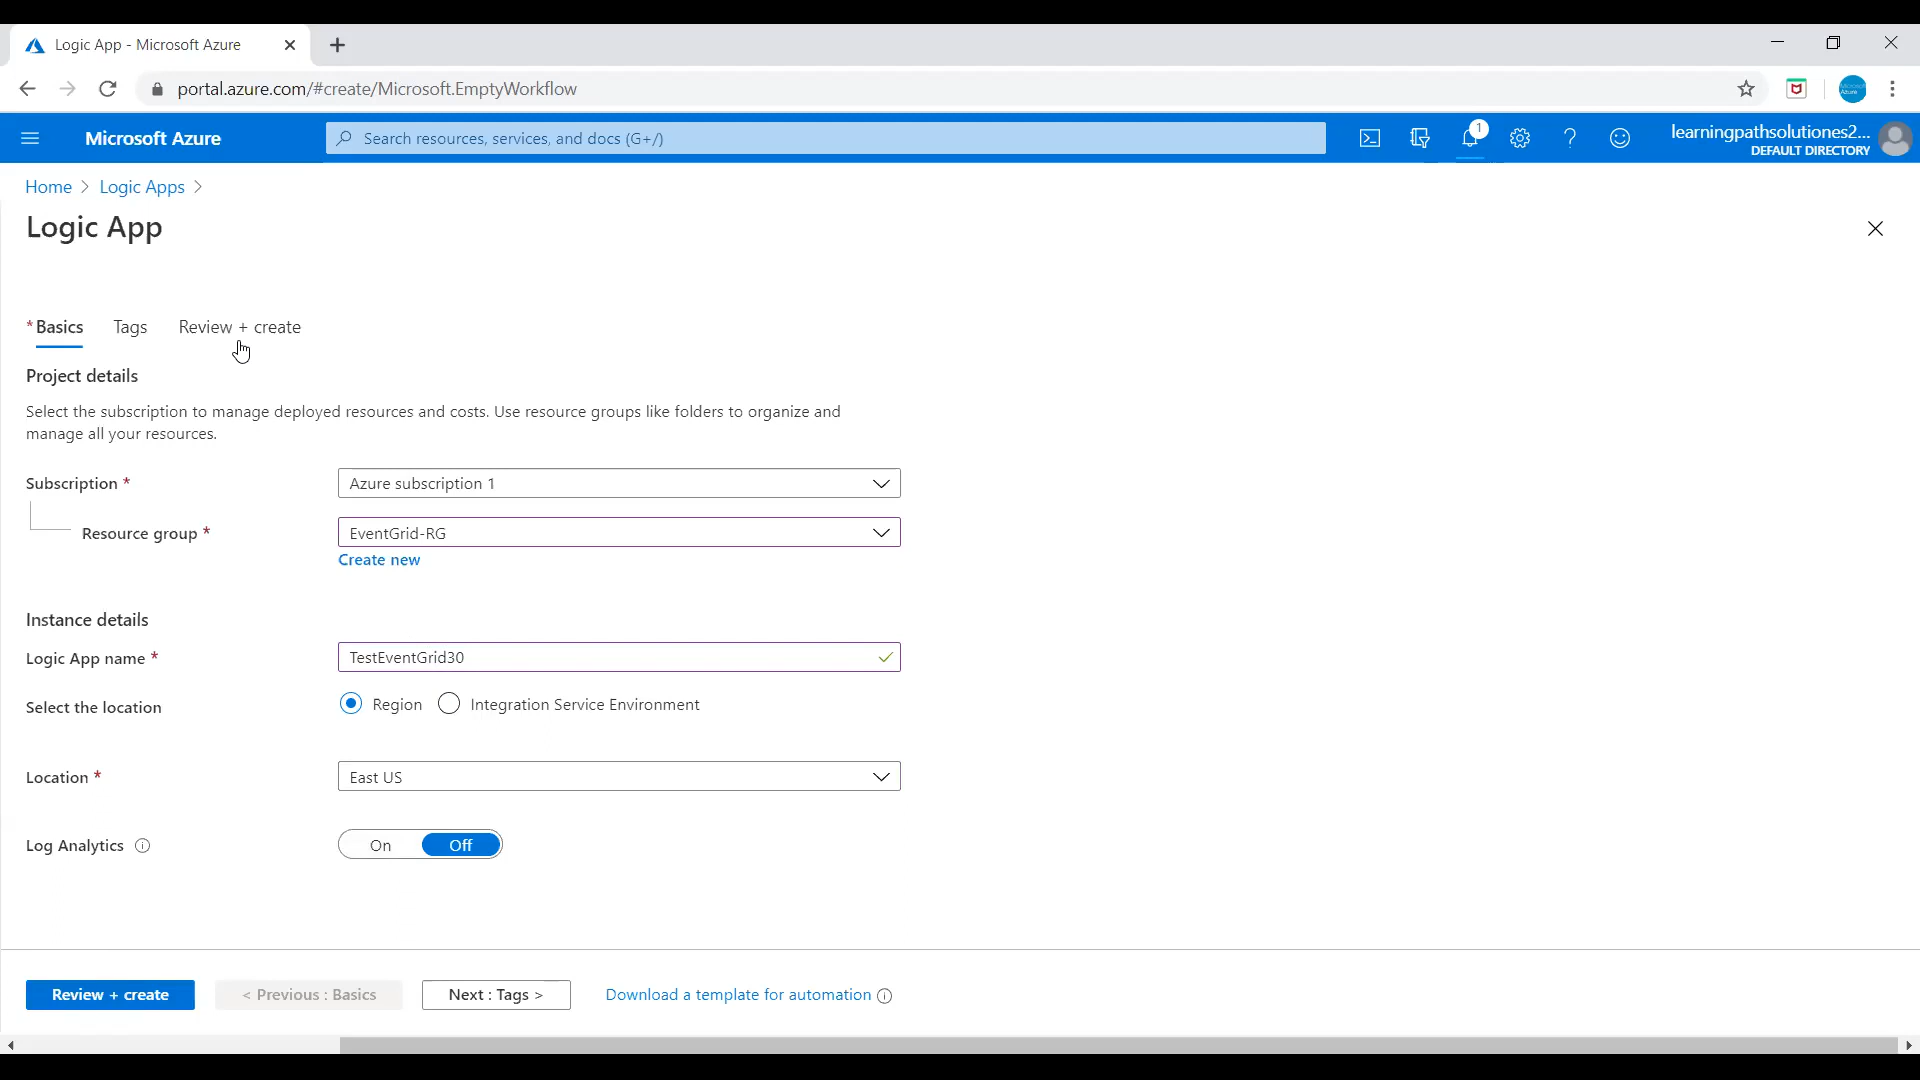 Logic App - Microsoft Azure
portal.azure.com/#create/Microsoft.EmptyWorkflow
Microsoft Azure
Search resources, services, and docs (G+/)
1
learningpathsolutiones2...
DEFAULT DIRECTORY
Home > Logic Apps >
Logic App
* Basics Tags Review + create
Project details
Select the subscription to manage deployed resources and costs. Use resource groups like folders to organize and
manage all your resources.
Subscription * Azure subscription 1
Resource group * EventGrid-RG
Create new
Instance details
Logic App name * TestEventGrid30
Select the location Region Integration Service Environment
Location * East US
Log Analytics On Off
Review + create < Previous : Basics Next : Tags > Download a template for automation